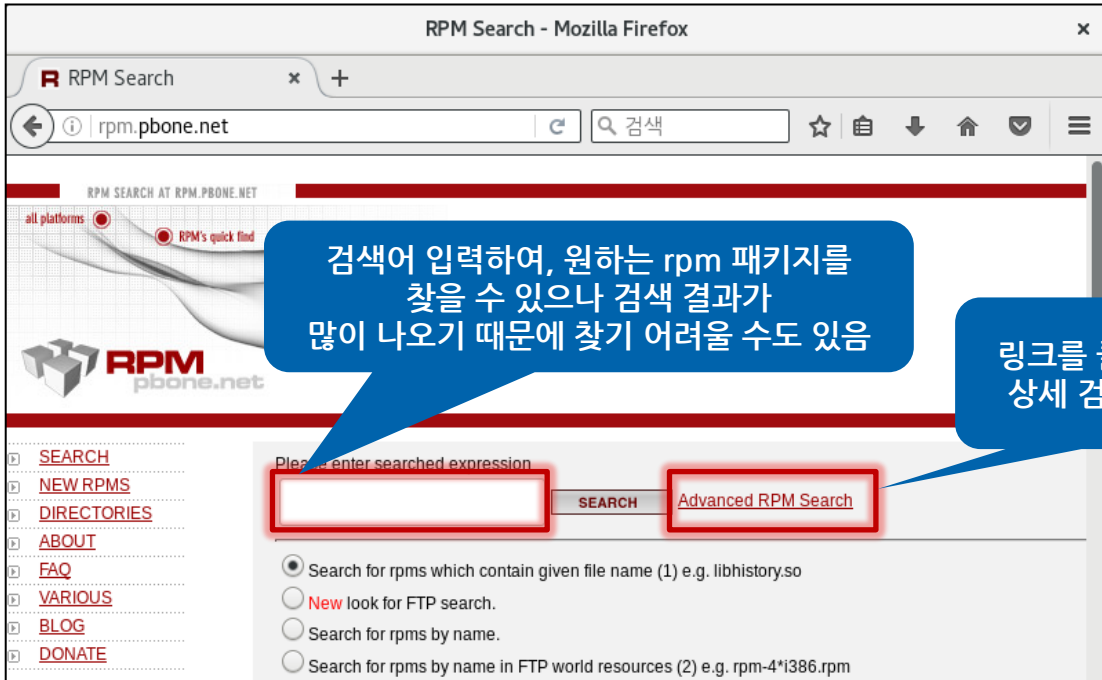 RPM Search - Mozilla Firefox
RPM Search
rpm.pbone.net
검색
RPM SEARCH AT RPM.PBONE.NET
all platforms
RPM's quick find
RPM
pbone.net
검색어 입력하여, 원하는 rpm 패키지를
찾을 수 있으나 검색 결과가
많이 나오기 때문에 찾기 어려울 수도 있음
링크를
상세 검
SEARCH
NEW RPMS
DIRECTORIES
ABOUT
FAQ
VARIOUS
BLOG
DONATE
Please enter searched expression
SEARCH
Advanced RPM Search
Search for rpms which contain given file name (1) e.g. libhistory.so
New look for FTP search.
Search for rpms by name.
Search for rpms by name in FTP world resources (2) e.g. rpm-4*i386.rpm